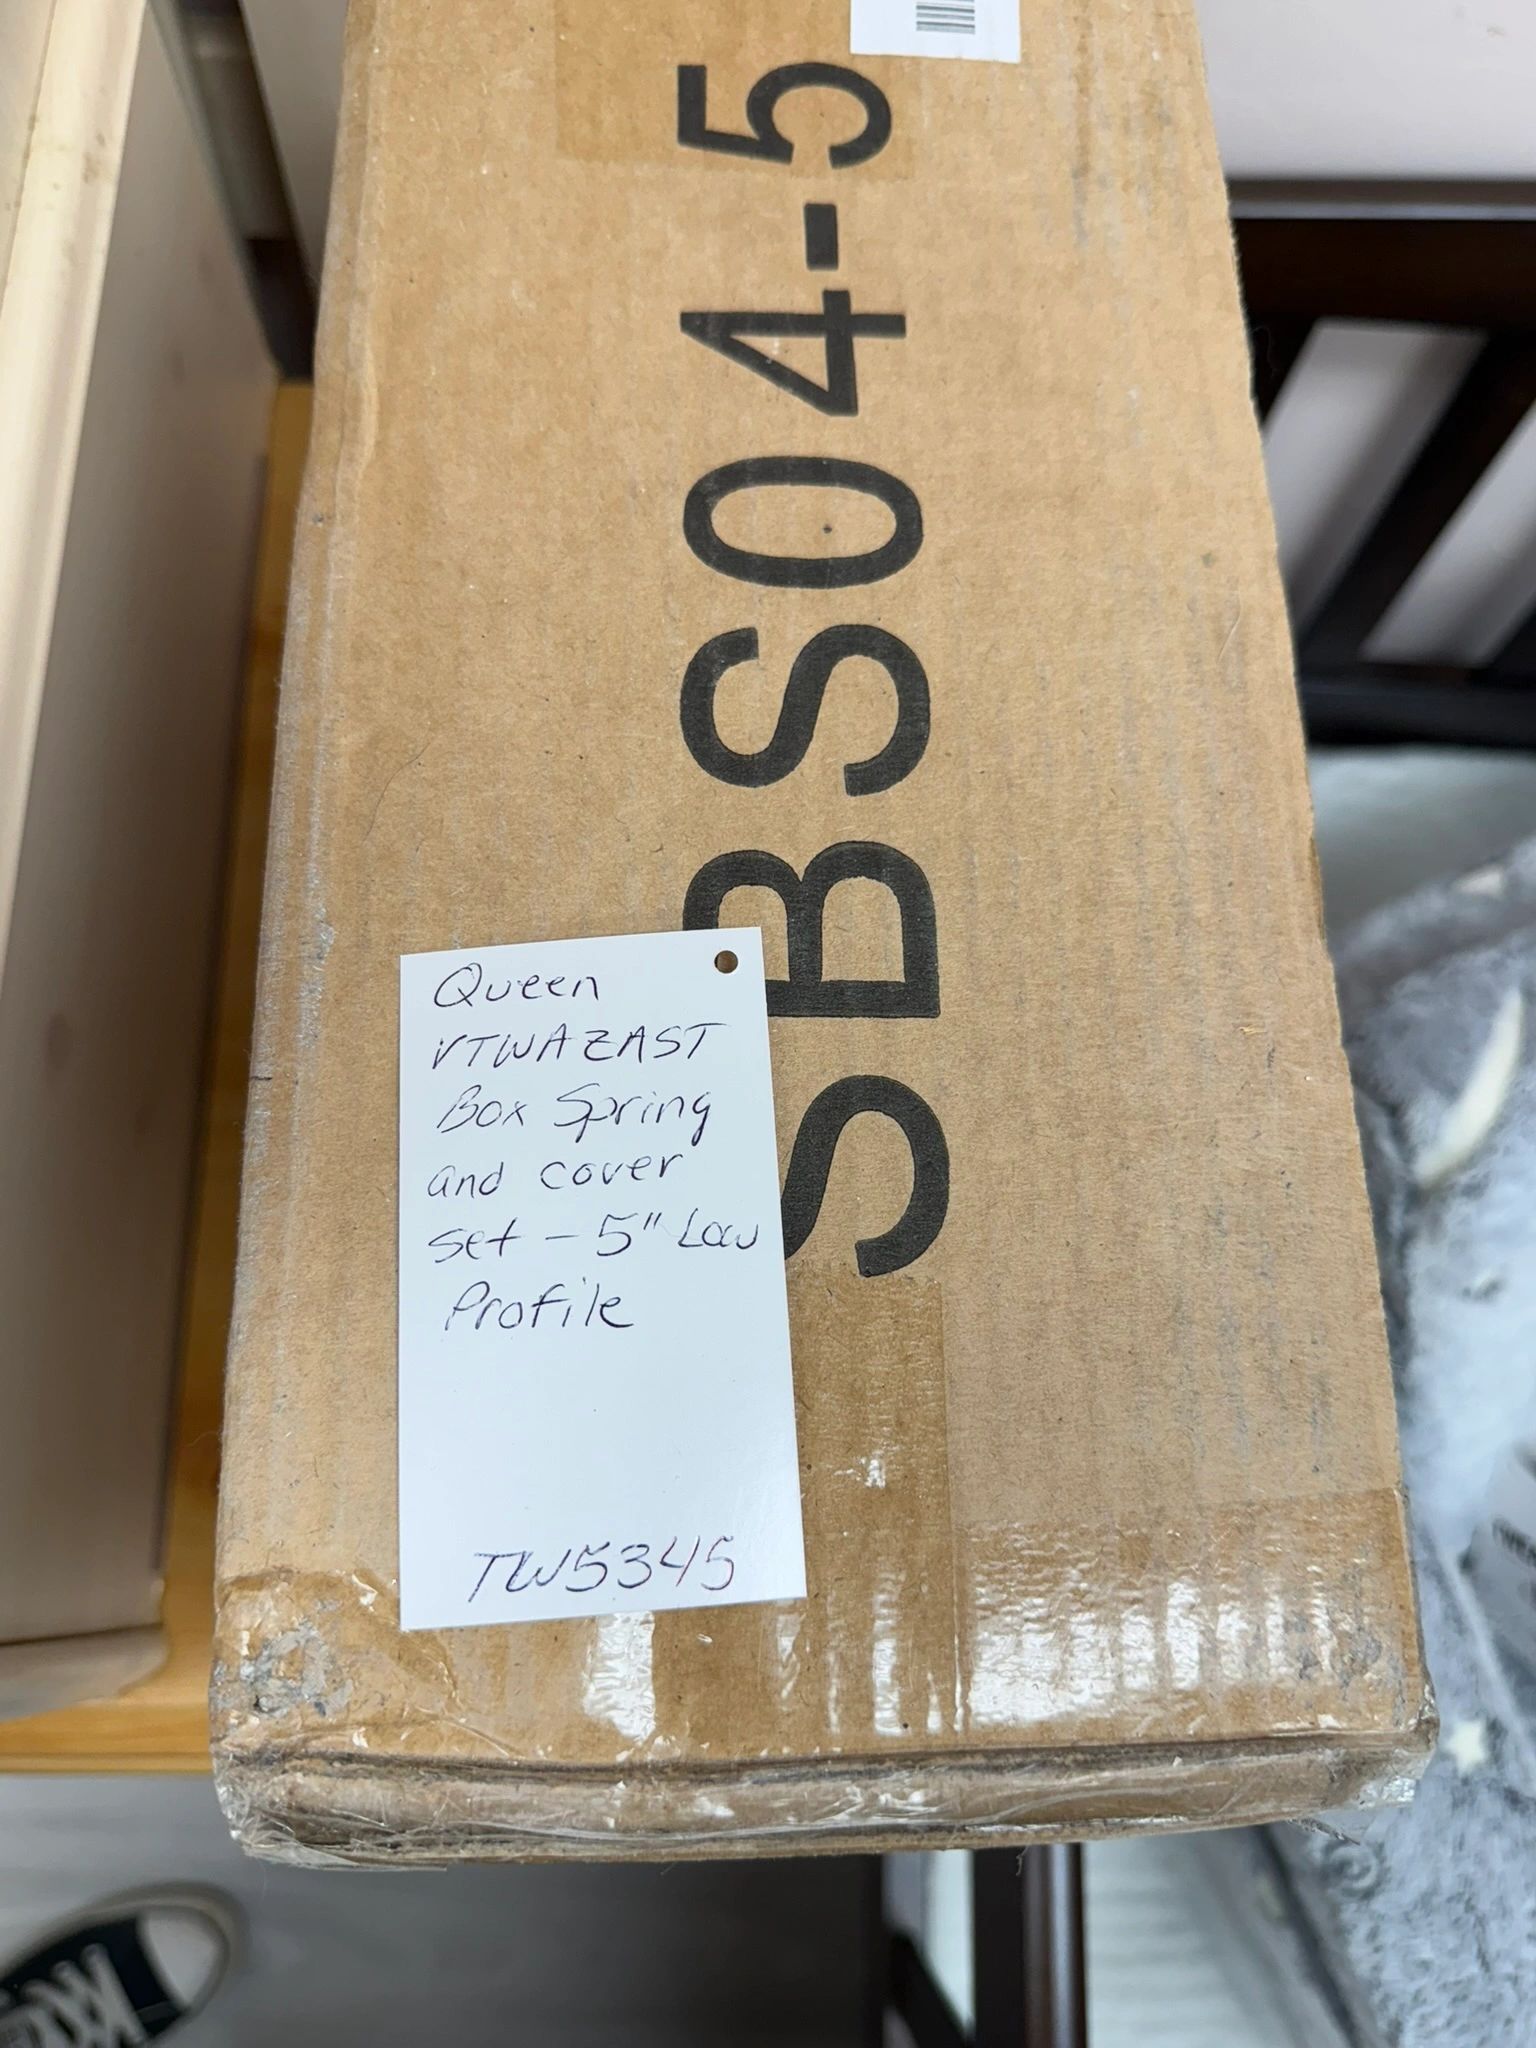 SBS04-5
Queen
VTWAZAST
Box Spring
and cover
set - 5" Low
Profile
TW5345